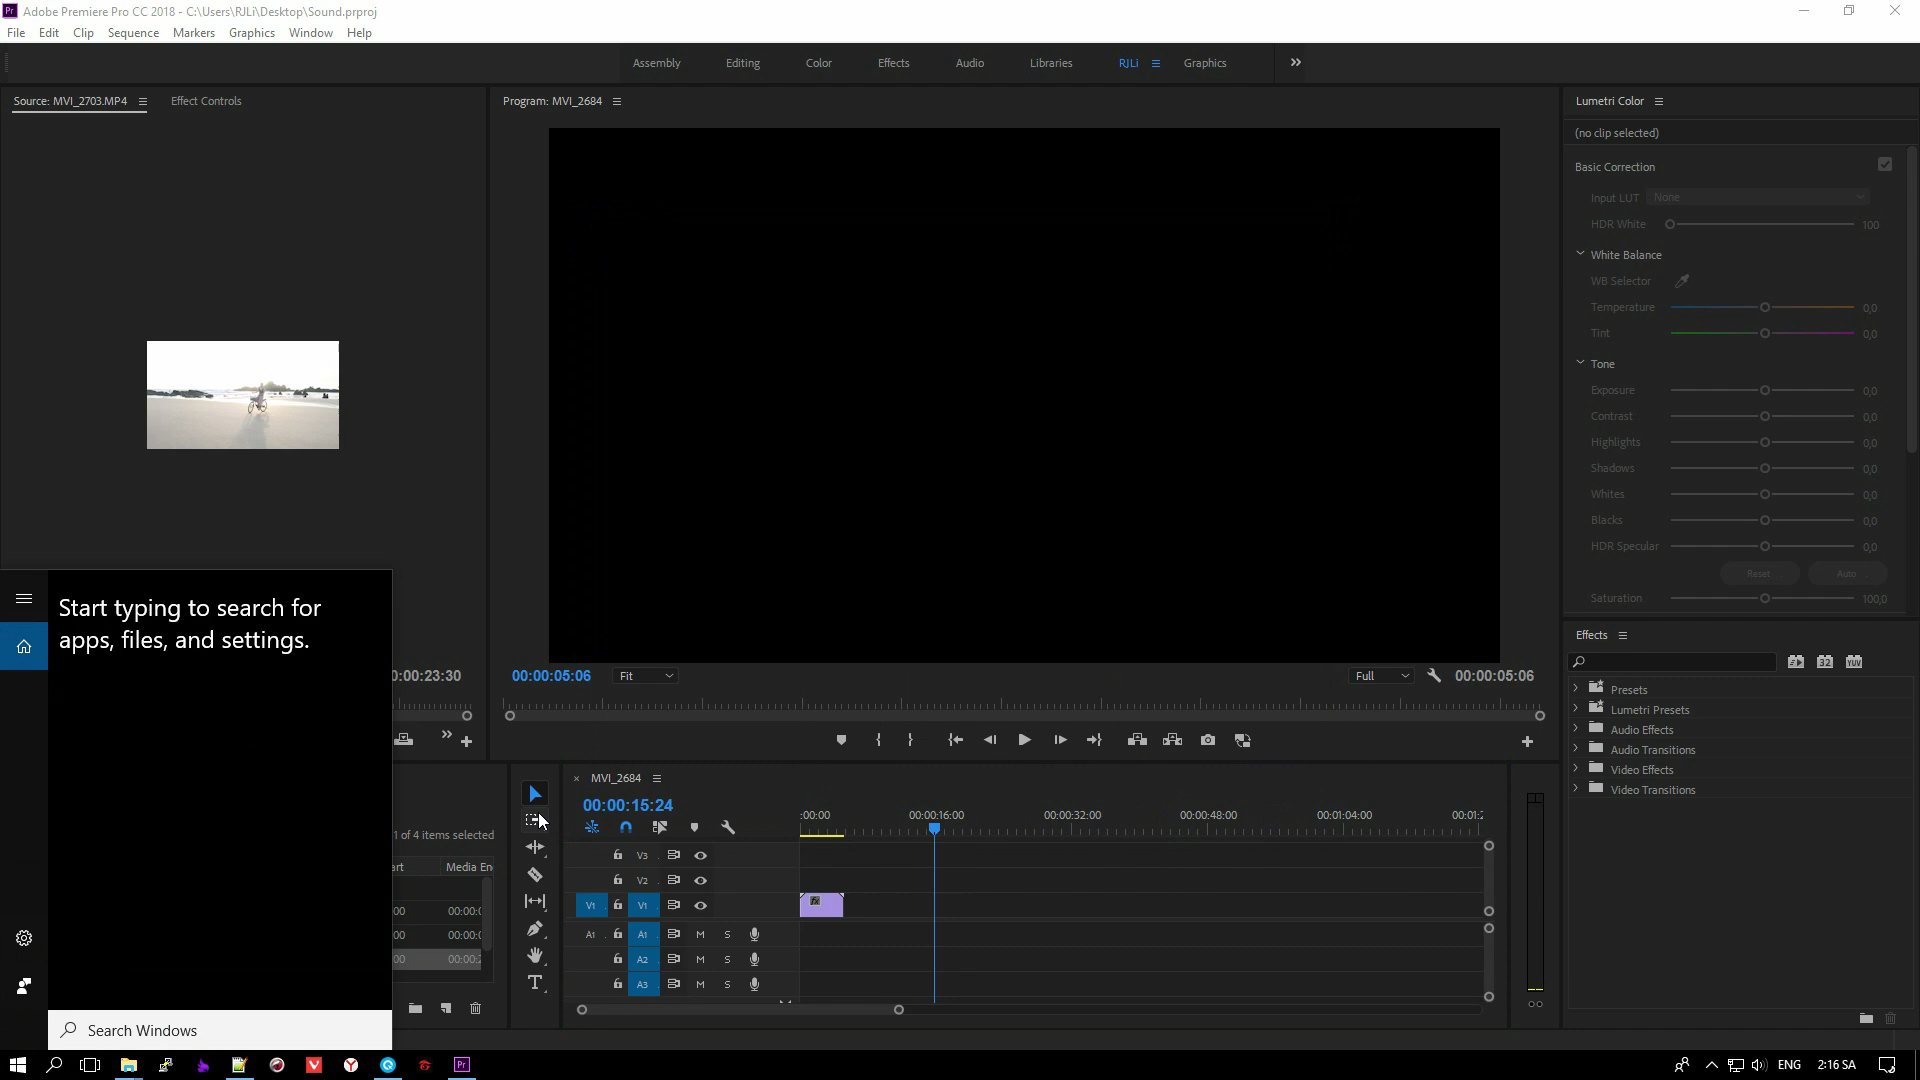 Adobe Premiere Pro CC 2018 - C:\Users\RJLi\Desktop\Sound.prproj
File Edit Clip Sequence Markers Graphics Window Help
Assembly Editing Color Effects Audio Libraries RJLi Graphics
Source: MVI_2703.MP4 Effect Controls
Program: MVI_2684
Lumetri Color
(no clip selected)
Basic Correction
Input LUT None
HDR White 100
White Balance
WB Selector
Temperature 0,0
Tint 0,0
Tone
Exposure 0,0
Contrast 0,0
Highlights 0,0
Shadows 0,0
Whites 0,0
Blacks 0,0
HDR Specular 0,0
Reset Auto
Saturation 100,0
Start typing to search for
apps, files, and settings.
Search Windows
0:00:23:30
00:00:05:06 Fit Full 00:00:05:06
Effects
32 YUV
Presets
Lumetri Presets
Audio Effects
Audio Transitions
Video Effects
Video Transitions
1 of 4 items selected
art Media En
00 00:00:0
00 00:00:0
00 00:00:2
MVI_2684
00:00:15:24
:00:00 00:00:16:00 00:00:32:00 00:00:48:00 00:01:04:00 00:01:2
V3
V2
V1 V1 fx
A1 A1 M S
A2 M S
A3 M S
T
Pr ENG 2:16 SA